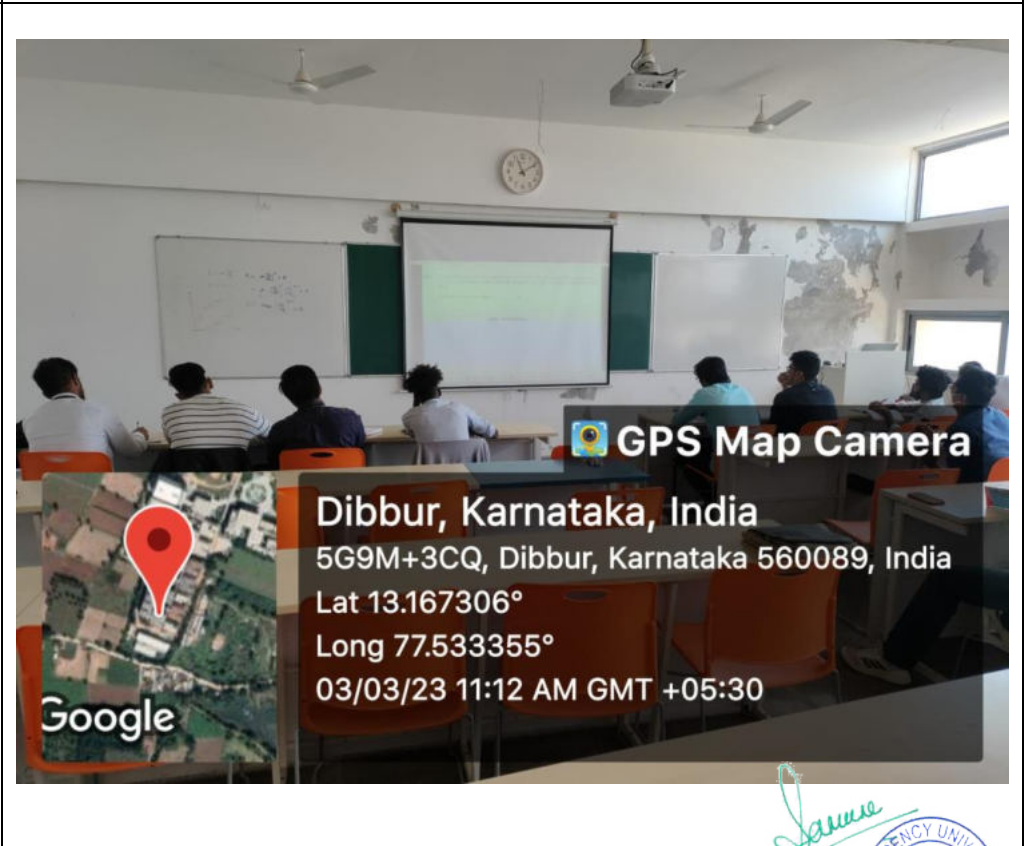 GPS Map Camera
Dibbur, Karnataka, India
5G9M+3CQ, Dibbur, Karnataka 560089, India
Lat 13.167306°
Long 77.533355°
03/03/23 11:12 AM GMT +05:30
Google